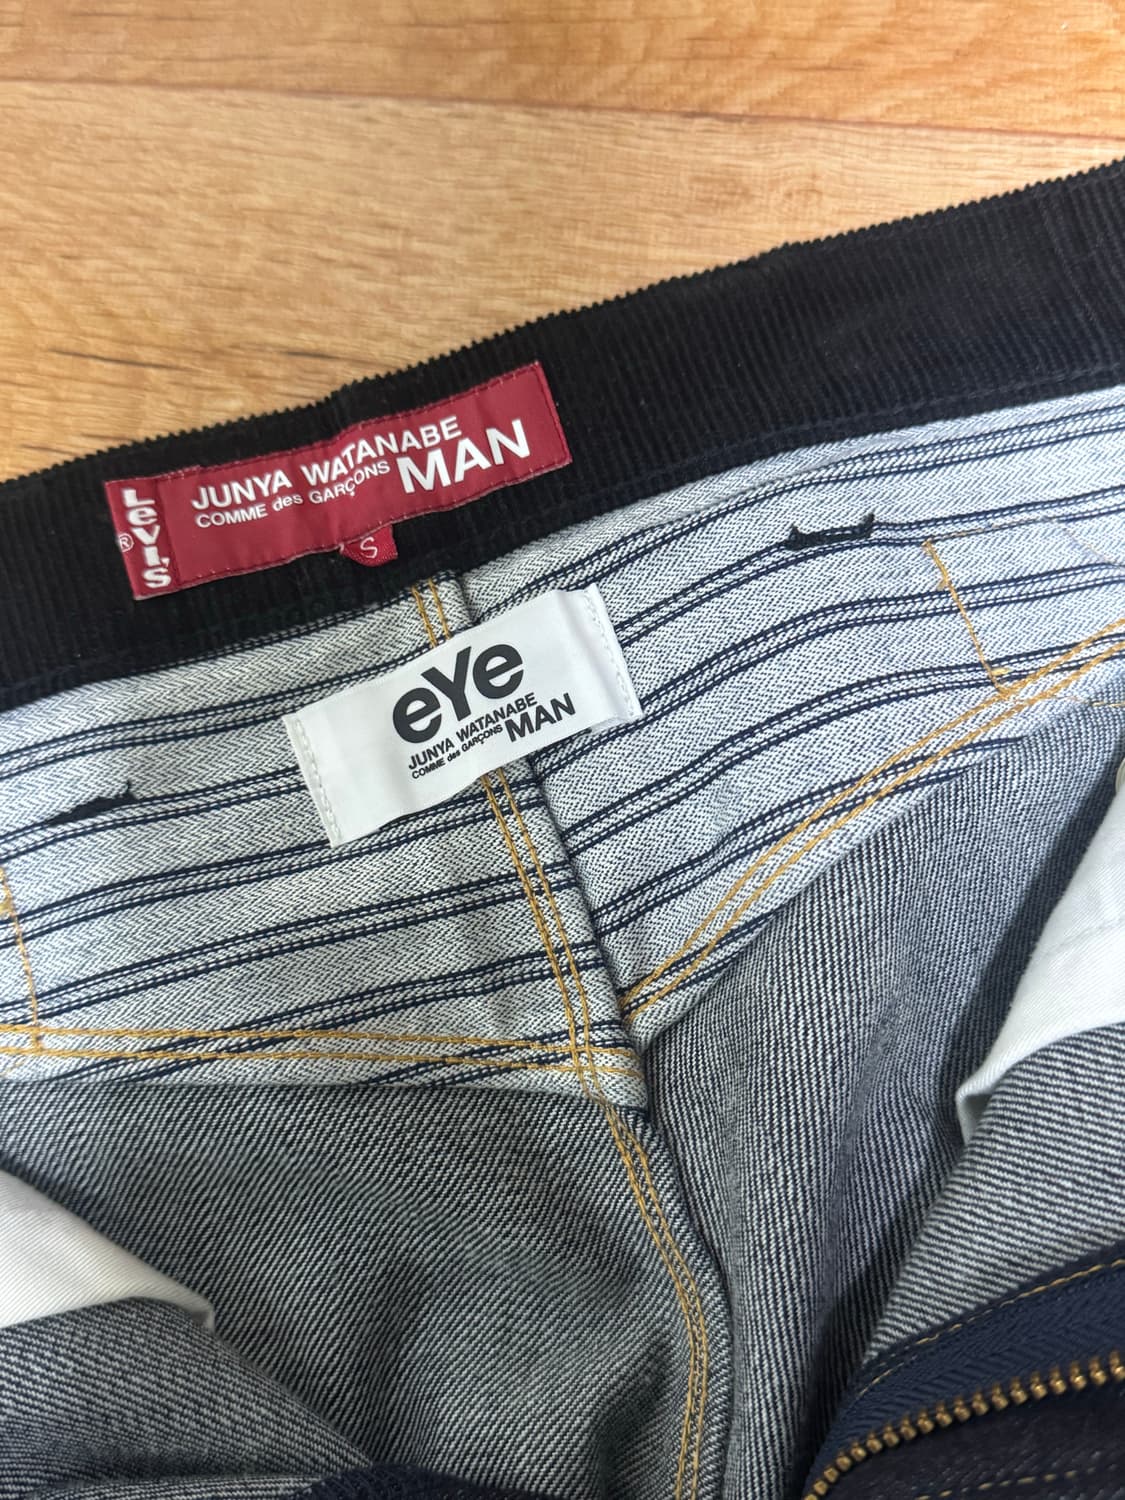 LEVI'S
®
JUNYA WATANABE
COMME des GARÇONS MAN
S
eYe
JUNYA WATANABE
COMME des GARÇONS MAN